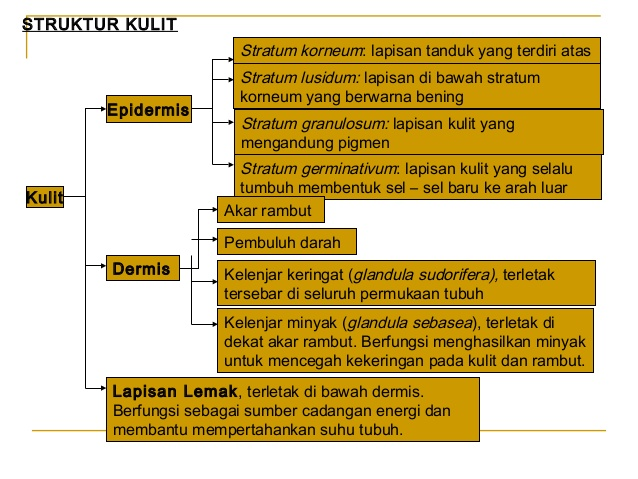 STRUKTUR KULIT
Stratum korneum: lapisan tanduk yang terdiri atas
Stratum lusidum: lapisan di bawah stratum
korneum yang berwarna bening
Epidermis
Stratum granulosum: lapisan kulit yang
mengandung pigmen
Stratum germinativum: lapisan kulit yang selalu
tumbuh membentuk sel – sel baru ke arah luar
Kulit
Akar rambut
Pembuluh darah
Dermis
Kelenjar keringat (glandula sudorifera), terletak
tersebar di seluruh permukaan tubuh
Kelenjar minyak (glandula sebasea), terletak di
dekat akar rambut. Berfungsi menghasilkan minyak
untuk mencegah kekeringan pada kulit dan rambut.
Lapisan Lemak, terletak di bawah dermis.
Berfungsi sebagai sumber cadangan energi dan
membantu mempertahankan suhu tubuh.